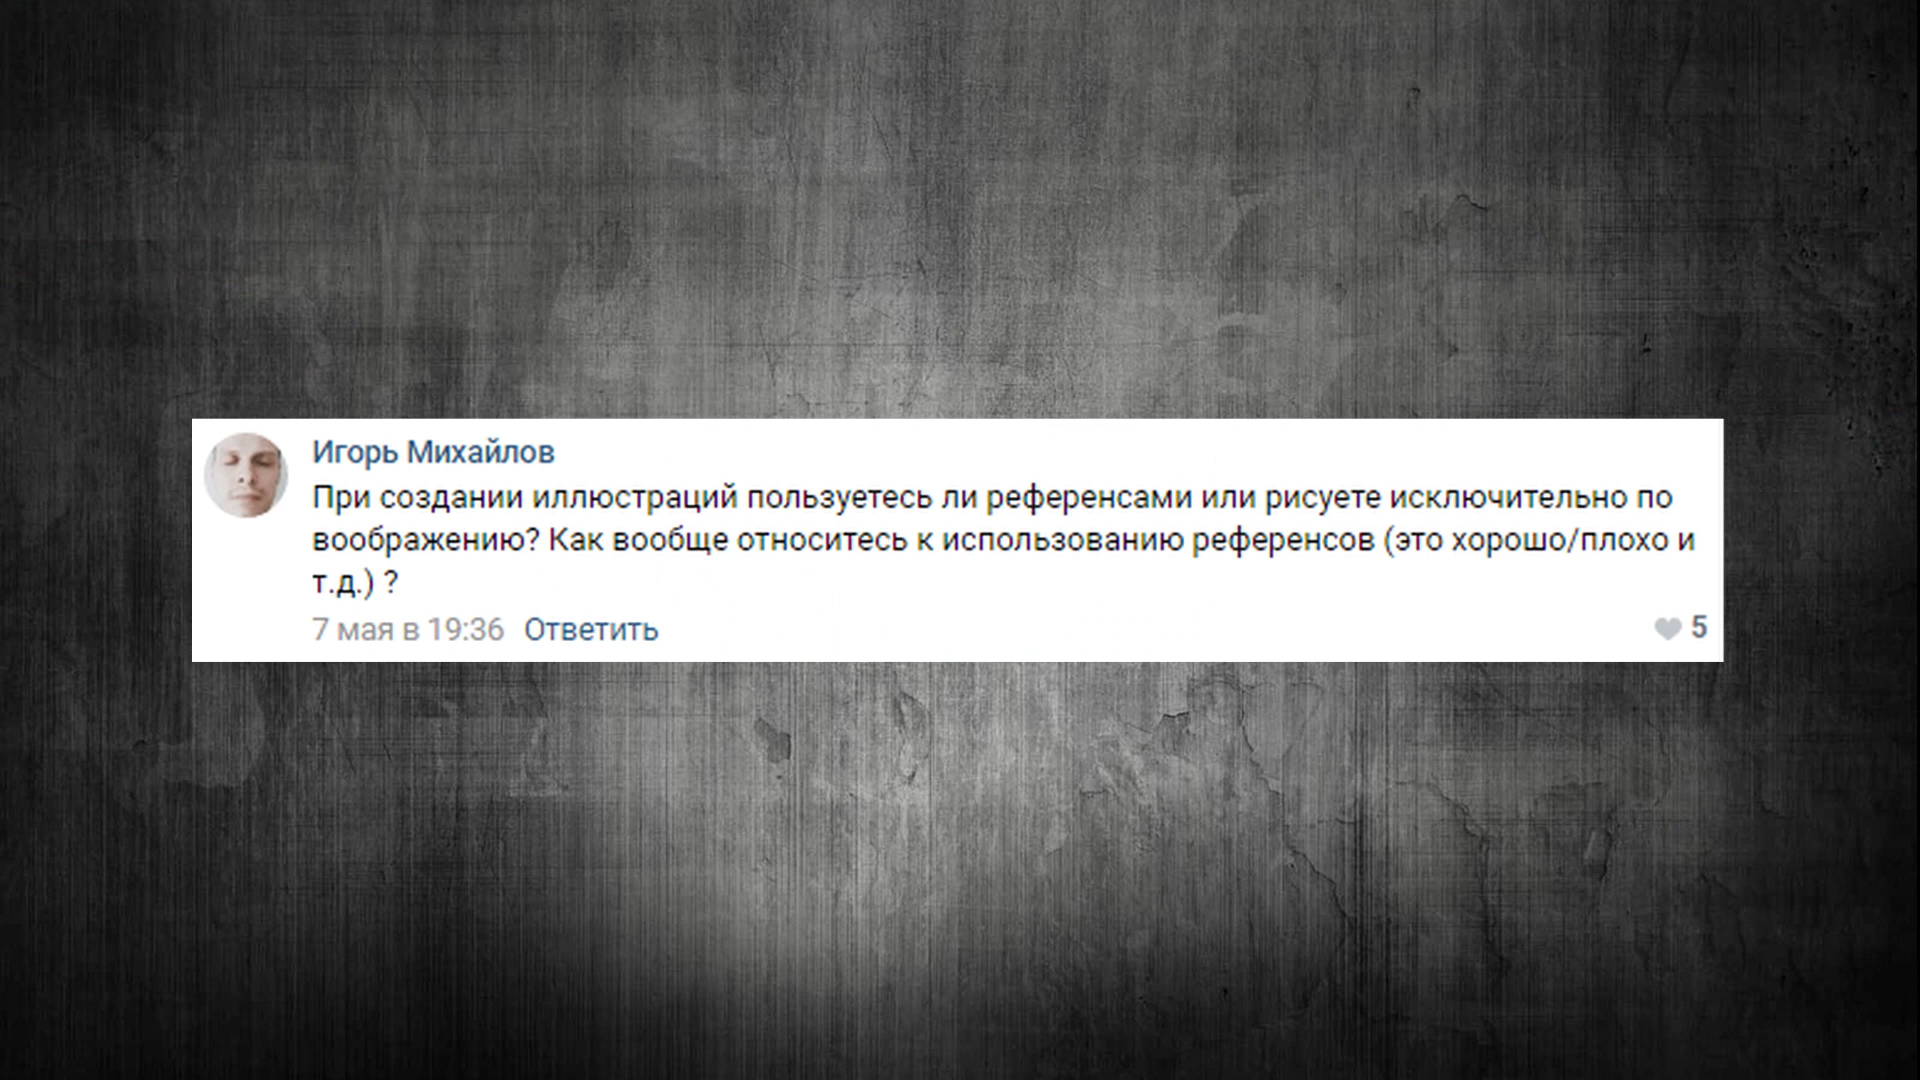 Игорь Михайлов
При создании иллюстраций пользуетесь ли референсами или рисуете исключительно по
воображению? Как вообще относитесь к использованию референсов (это хорошо/плохо и
т.д.) ?
7 мая в 19:36 Ответить 5